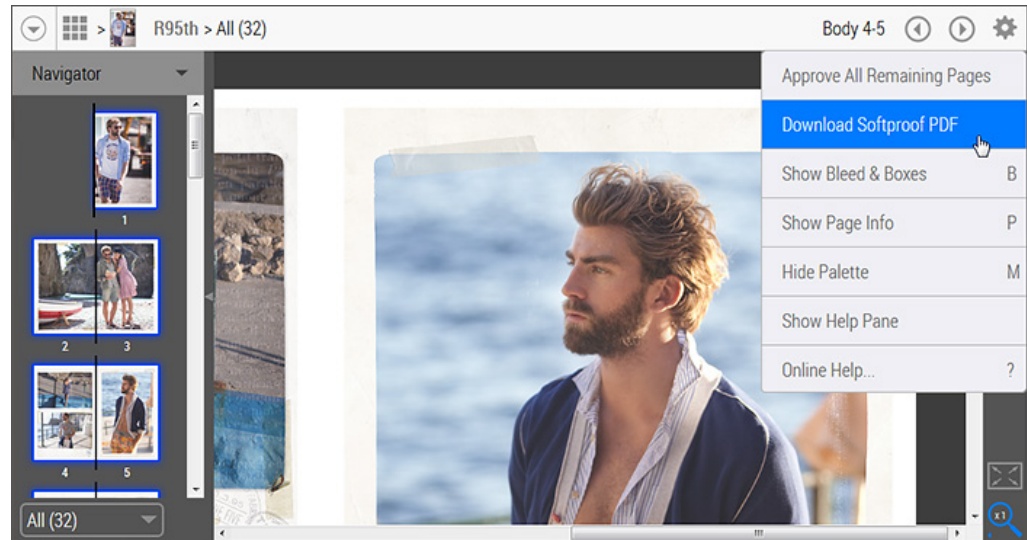 > R95th > All (32)
Body 4-5
Navigator
1
2 3
4 5
All (32)
Approve All Remaining Pages
Download Softproof PDF
Show Bleed & Boxes B
Show Page Info P
Hide Palette M
Show Help Pane
Online Help... ?
x1